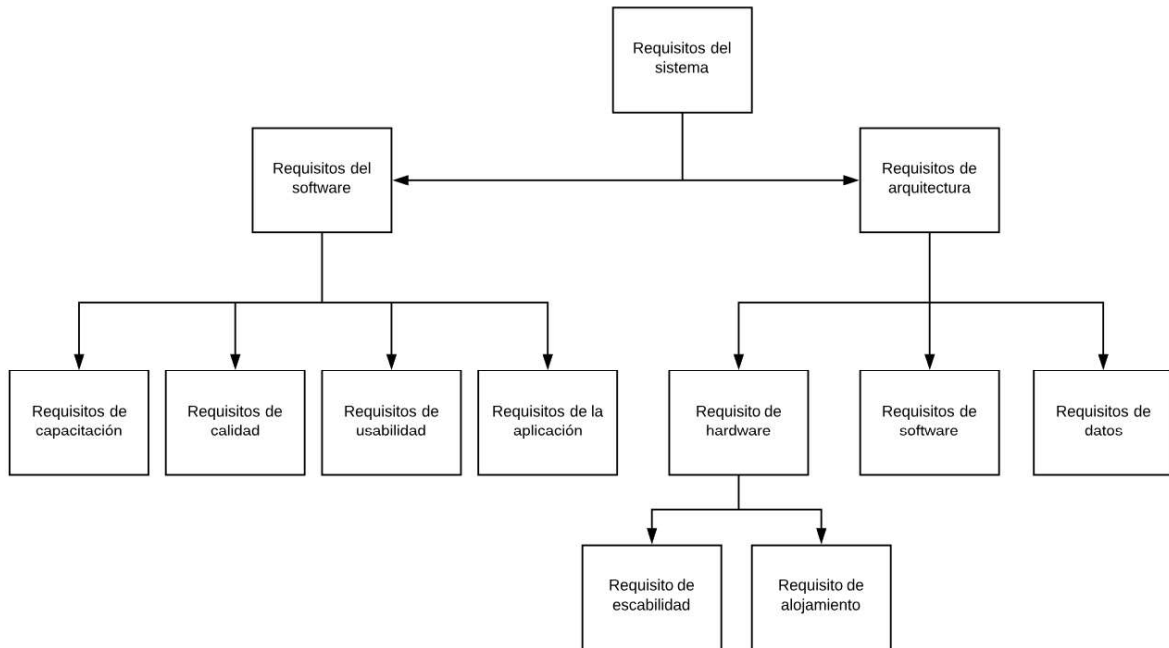 Requisitos del
sistema
Requisitos del
software
Requisitos de
arquitectura
Requisitos de
capacitación
Requisitos de
calidad
Requisitos de
usabilidad
Requisitos de la
aplicación
Requisito de
hardware
Requisitos de
software
Requisitos de
datos
Requisito de
escabilidad
Requisito de
alojamiento